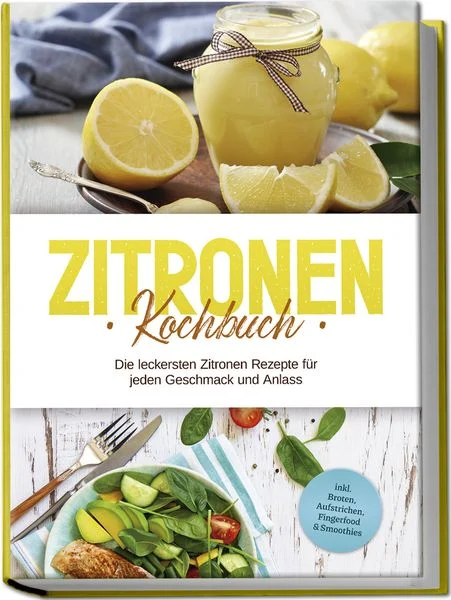 ZITRONEN
Kochbuch
Die leckersten Zitronen Rezepte für
jeden Geschmack und Anlass
inkl.
Broten,
Aufstrichen,
Fingerfood
& Smoothies